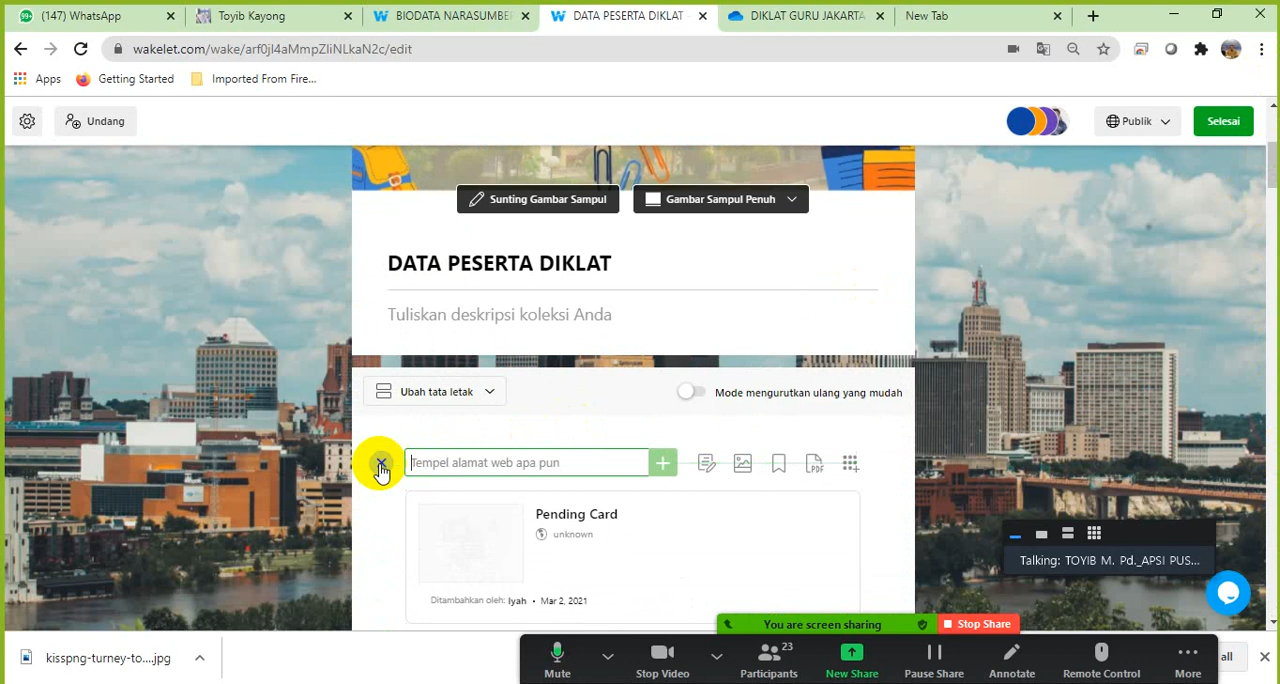 (147) WhatsApp
Toyib Kayong
BIODATA NARASUMBE
DATA PESERTA DIKLAT
DIKLAT GURU JAKARTA
New Tab
wakelet.com/wake/arf0jl4aMmpZIiNLkaN2c/edit
Apps
Getting Started
Imported From Fire...
Undang
Publik
Selesai
Sunting Gambar Sampul
Gambar Sampul Penuh
DATA PESERTA DIKLAT
Tuliskan deskripsi koleksi Anda
Ubah tata letak
Mode mengurutkan ulang yang mudah
Tempel alamat web apa pun
PDF
Pending Card
unknown
Ditambahkan oleh: Iyah • Mar 2, 2021
Talking: TOYIB M. Pd._APSI PUS...
You are screen sharing
Stop Share
kisspng-turney-to....jpg
Mute
Stop Video
23
Participants
New Share
Pause Share
Annotate
Remote Control
More
all